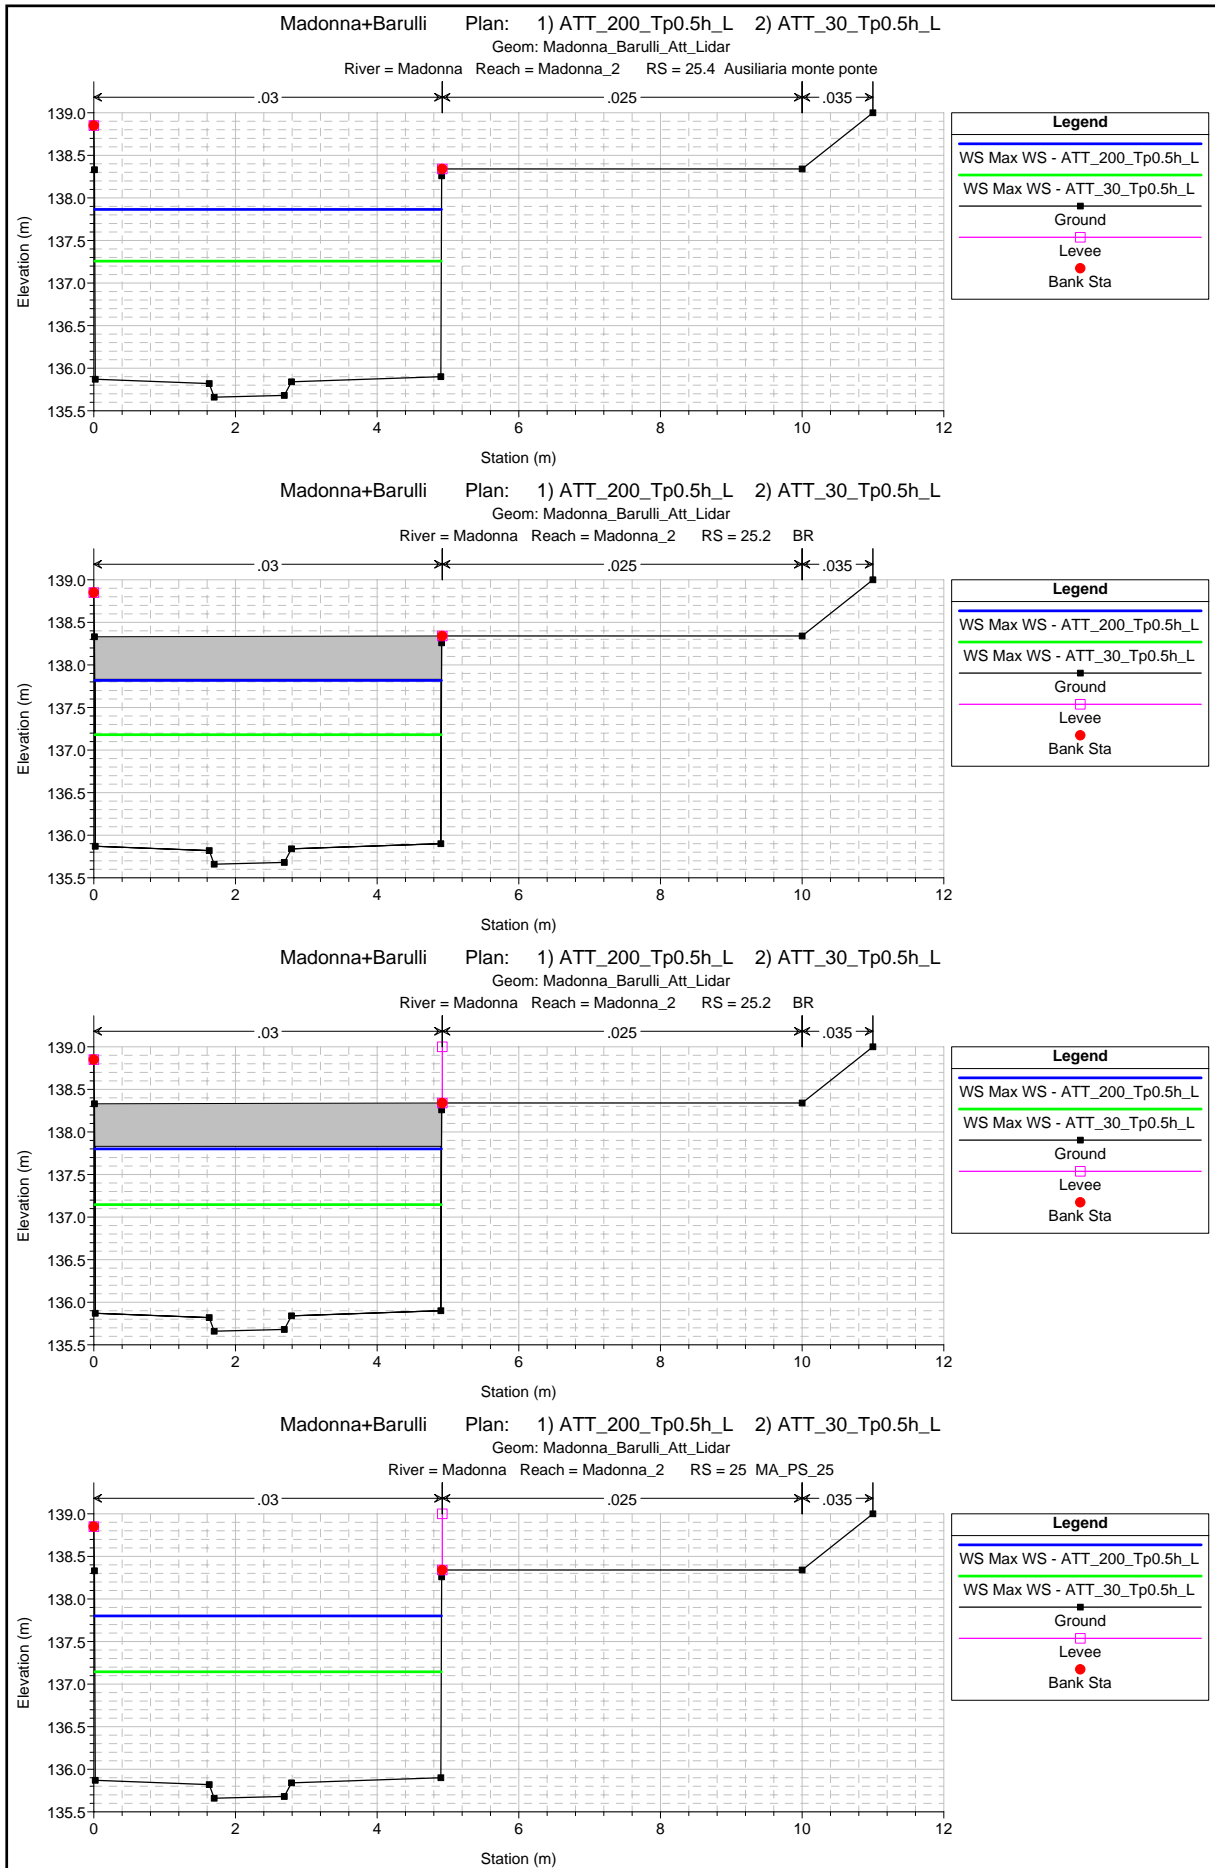 Madonna+Barulli Plan: 1) ATT_200_Tp0.5h_L 2) ATT_30_Tp0.5h_L
Geom: Madonna_Barulli_Att_Lidar
River = Madonna Reach = Madonna_2 RS = 25.4 Ausiliaria monte ponte
.03 .025 .035
139.0
138.5
138.0
137.5
137.0
136.5
136.0
135.5
Elevation (m)
0 2 4 6 8 10 12
Station (m)
Legend
WS Max WS - ATT_200_Tp0.5h_L
WS Max WS - ATT_30_Tp0.5h_L
Ground
Levee
Bank Sta
Madonna+Barulli Plan: 1) ATT_200_Tp0.5h_L 2) ATT_30_Tp0.5h_L
Geom: Madonna_Barulli_Att_Lidar
River = Madonna Reach = Madonna_2 RS = 25.2 BR
.03 .025 .035
139.0
138.5
138.0
137.5
137.0
136.5
136.0
135.5
Elevation (m)
0 2 4 6 8 10 12
Station (m)
Legend
WS Max WS - ATT_200_Tp0.5h_L
WS Max WS - ATT_30_Tp0.5h_L
Ground
Levee
Bank Sta
Madonna+Barulli Plan: 1) ATT_200_Tp0.5h_L 2) ATT_30_Tp0.5h_L
Geom: Madonna_Barulli_Att_Lidar
River = Madonna Reach = Madonna_2 RS = 25.2 BR
.03 .025 .035
139.0
138.5
138.0
137.5
137.0
136.5
136.0
135.5
Elevation (m)
0 2 4 6 8 10 12
Station (m)
Legend
WS Max WS - ATT_200_Tp0.5h_L
WS Max WS - ATT_30_Tp0.5h_L
Ground
Levee
Bank Sta
Madonna+Barulli Plan: 1) ATT_200_Tp0.5h_L 2) ATT_30_Tp0.5h_L
Geom: Madonna_Barulli_Att_Lidar
River = Madonna Reach = Madonna_2 RS = 25 MA_PS_25
.03 .025 .035
139.0
138.5
138.0
137.5
137.0
136.5
136.0
135.5
Elevation (m)
0 2 4 6 8 10 12
Station (m)
Legend
WS Max WS - ATT_200_Tp0.5h_L
WS Max WS - ATT_30_Tp0.5h_L
Ground
Levee
Bank Sta